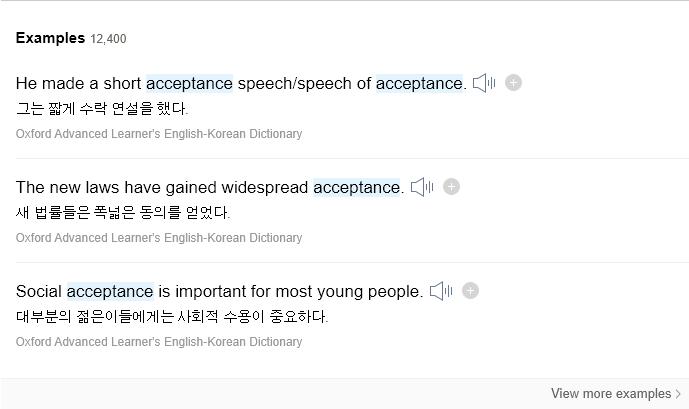 Examples 12,400
He made a short acceptance speech/speech of acceptance.
그는 짧게 수락 연설을 했다.
Oxford Advanced Learner's English-Korean Dictionary
The new laws have gained widespread acceptance.
새 법률들은 폭넓은 동의를 얻었다.
Oxford Advanced Learner's English-Korean Dictionary
Social acceptance is important for most young people.
대부분의 젊은이들에게는 사회적 수용이 중요하다.
Oxford Advanced Learner's English-Korean Dictionary
View more examples